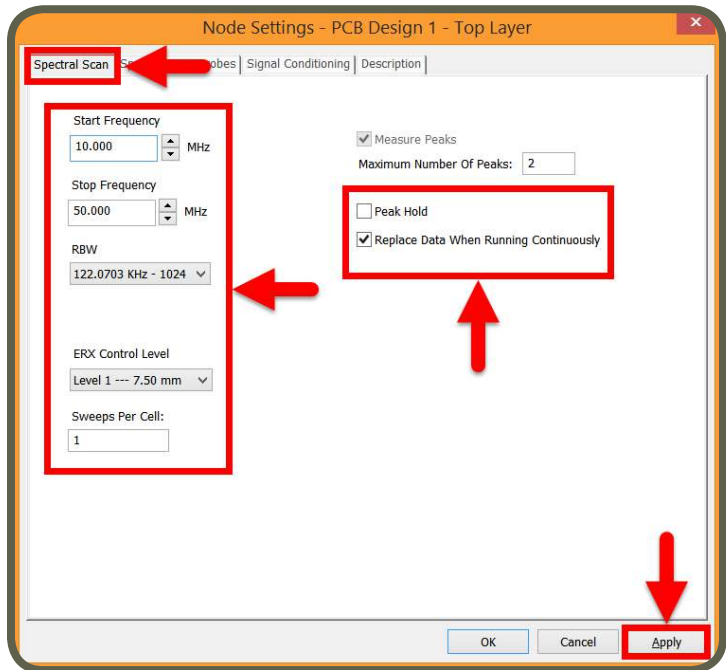 Node Settings - PCB Design 1 - Top Layer
Spectral Scan
Signal Conditioning
Description
Start Frequency
10.000
MHz
Stop Frequency
50.000
MHz
RBW
122.0703 KHz - 1024
ERX Control Level
Level 1 --- 7.50 mm
Sweeps Per Cell:
1
Measure Peaks
Maximum Number Of Peaks: 2
Peak Hold
Replace Data When Running Continuously
OK
Cancel
Apply